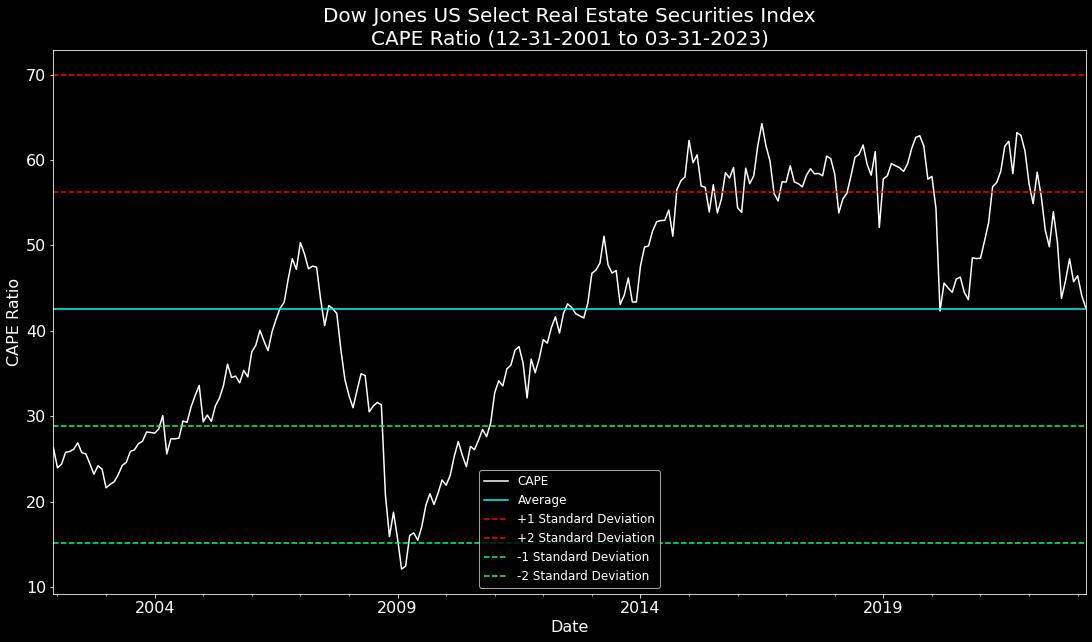 Dow Jones US Select Real Estate Securities Index
CAPE Ratio (12-31-2001 to 03-31-2023)
70
60
50
40
30
20
10
CAPE Ratio
CAPE
Average
+1 Standard Deviation
+2 Standard Deviation
-1 Standard Deviation
-2 Standard Deviation
2004
2009
2014
2019
Date